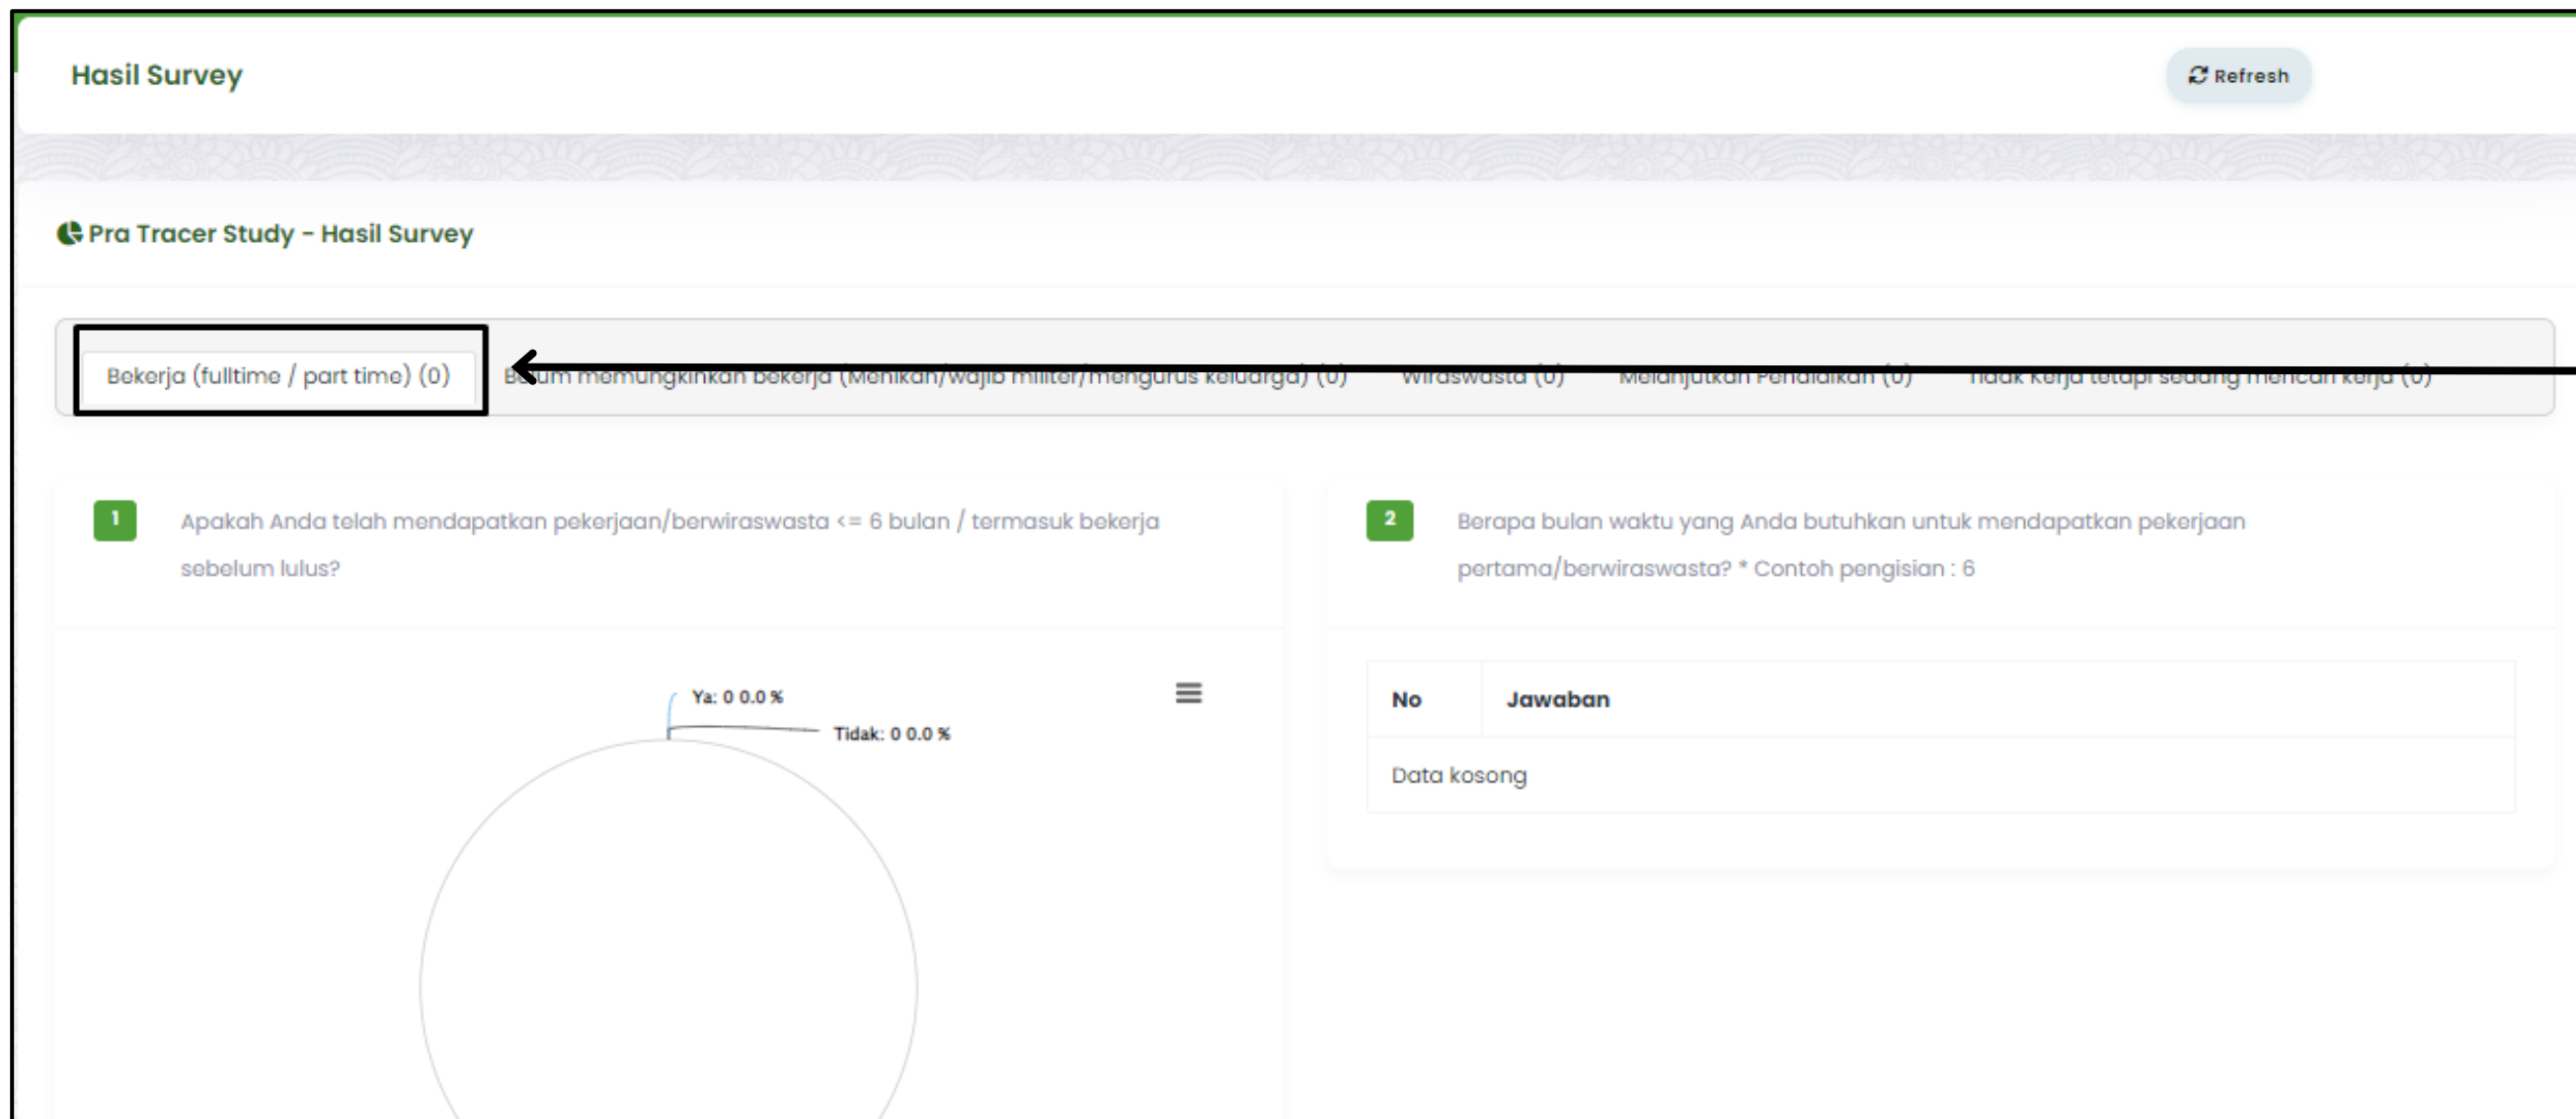 Hasil Survey
Refresh
Pra Tracer Study - Hasil Survey
Bekerja (fulltime / part time) (0) Belum memungkinkan bekerja (Menikah/wajib militer/mengurus keluarga) (0) Wiraswasta (0) Melanjutkan Pendidikan (0) Tidak Kerja tetapi sedang mencari kerja (0)
1 Apakah Anda telah mendapatkan pekerjaan/berwiraswasta <= 6 bulan / termasuk bekerja
sebelum lulus?
Ya: 0 0.0 %
Tidak: 0 0.0 %
2 Berapa bulan waktu yang Anda butuhkan untuk mendapatkan pekerjaan
pertama/berwiraswasta? * Contoh pengisian : 6
No Jawaban
Data kosong